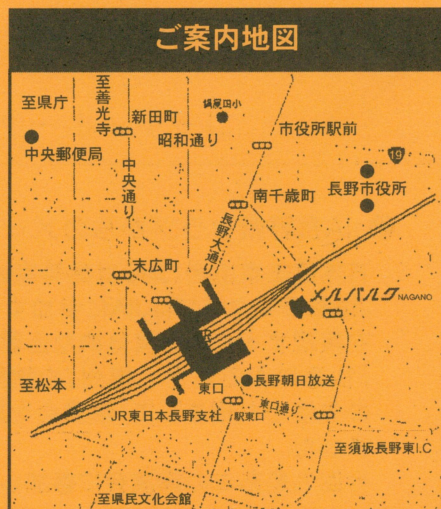 ご案内地図
至県庁
至善光寺
新田町
鍋屋田小
昭和通り
市役所駅前
中央郵便局
中央通り
19
長野市役所
南千歳町
長野大通り
末広町
メルパルク NAGANO
JR
至松本
東口
長野朝日放送
JR東日本長野支社
駅東口
東口通り
至須坂長野東I.C
至県民文化会館